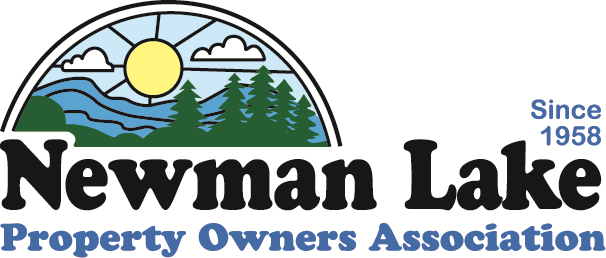 Since
1958
Newman Lake
Property Owners Association